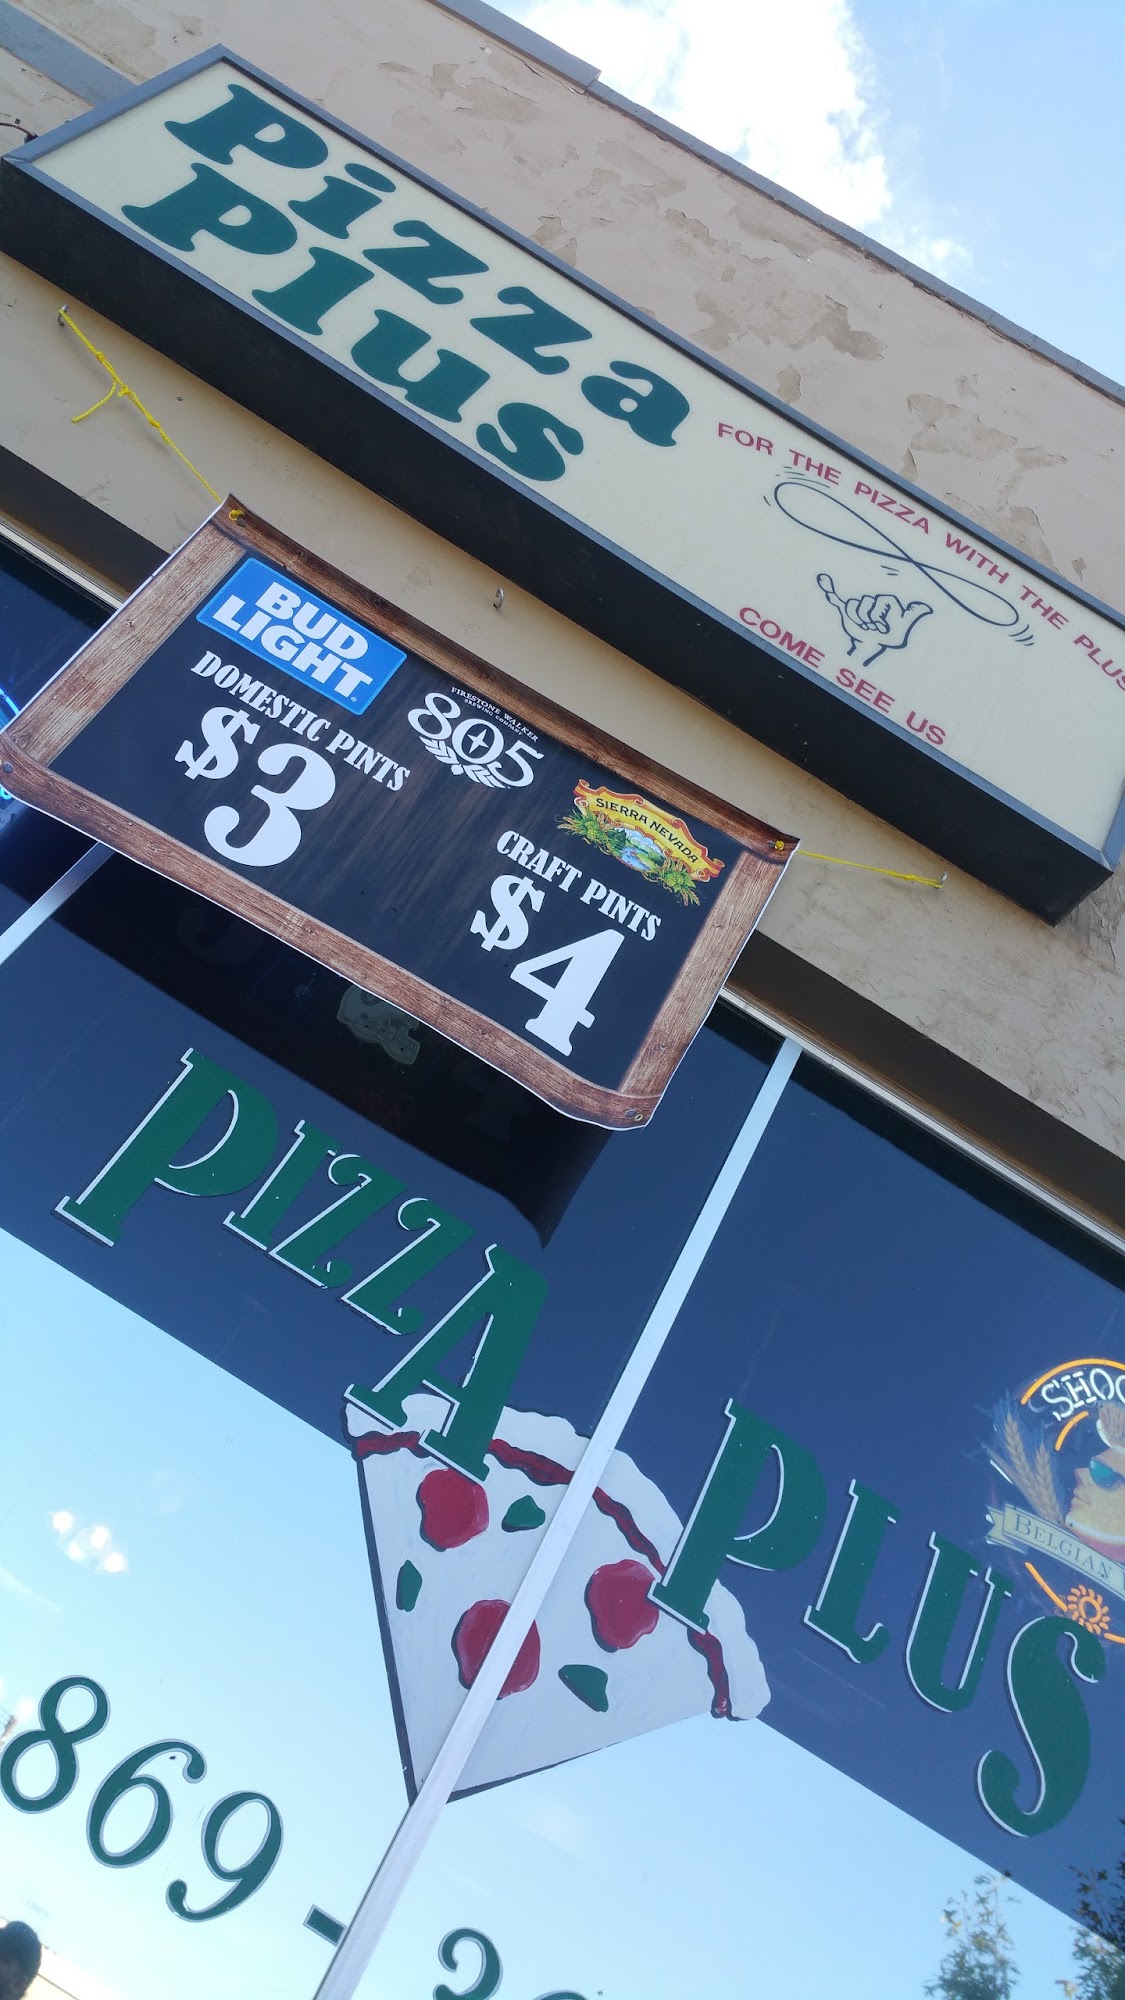 Pizza
Plus
FOR THE PIZZA WITH THE PLUS
COME SEE US
BUD
LIGHT
DOMESTIC PINTS
$3
FIRESTONE WALKER
BREWING COMPANY
805
SIERRA NEVADA
CRAFT PINTS
$4
PIZZA PLUS
SHOC
BELGIAN
869-